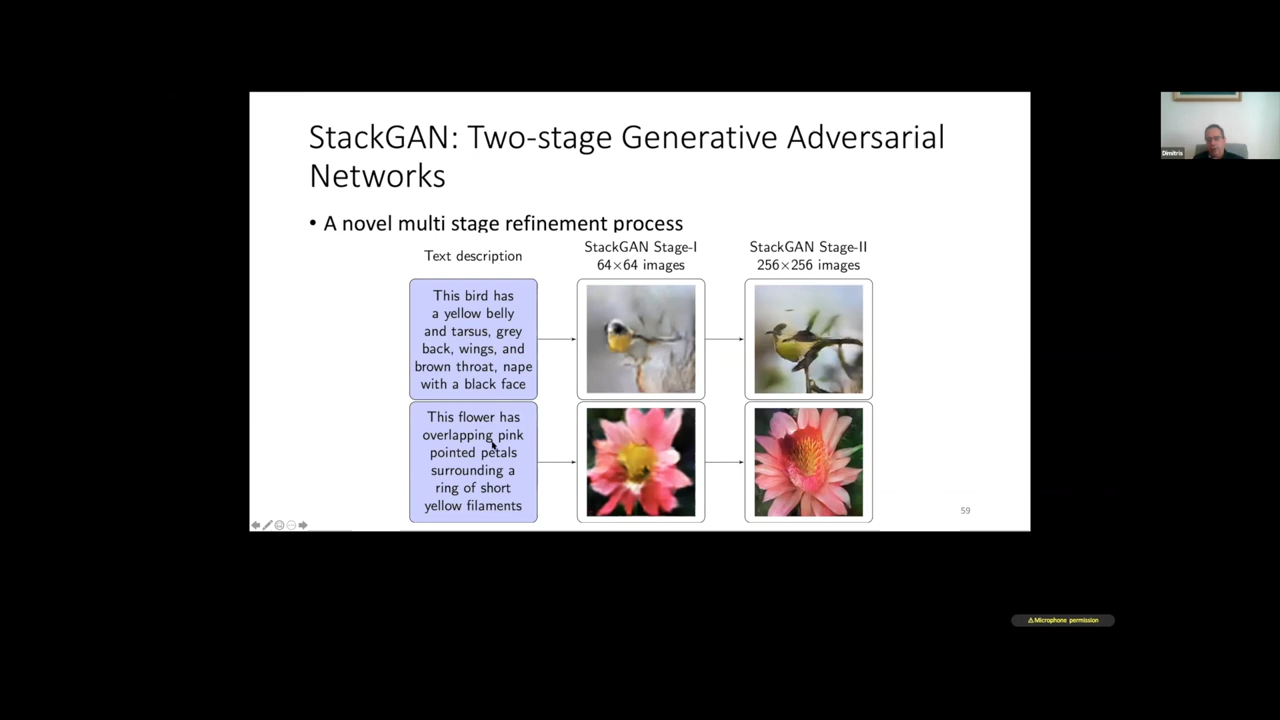 StackGAN: Two-stage Generative Adversarial
Networks
• A novel multi stage refinement process
Text description
StackGAN Stage-I
64×64 images
StackGAN Stage-II
256×256 images
This bird has
a yellow belly
and tarsus, grey
back, wings, and
brown throat, nape
with a black face
This flower has
overlapping pink
pointed petals
surrounding a
ring of short
yellow filaments
59
Dimitris
⚠Microphone permission